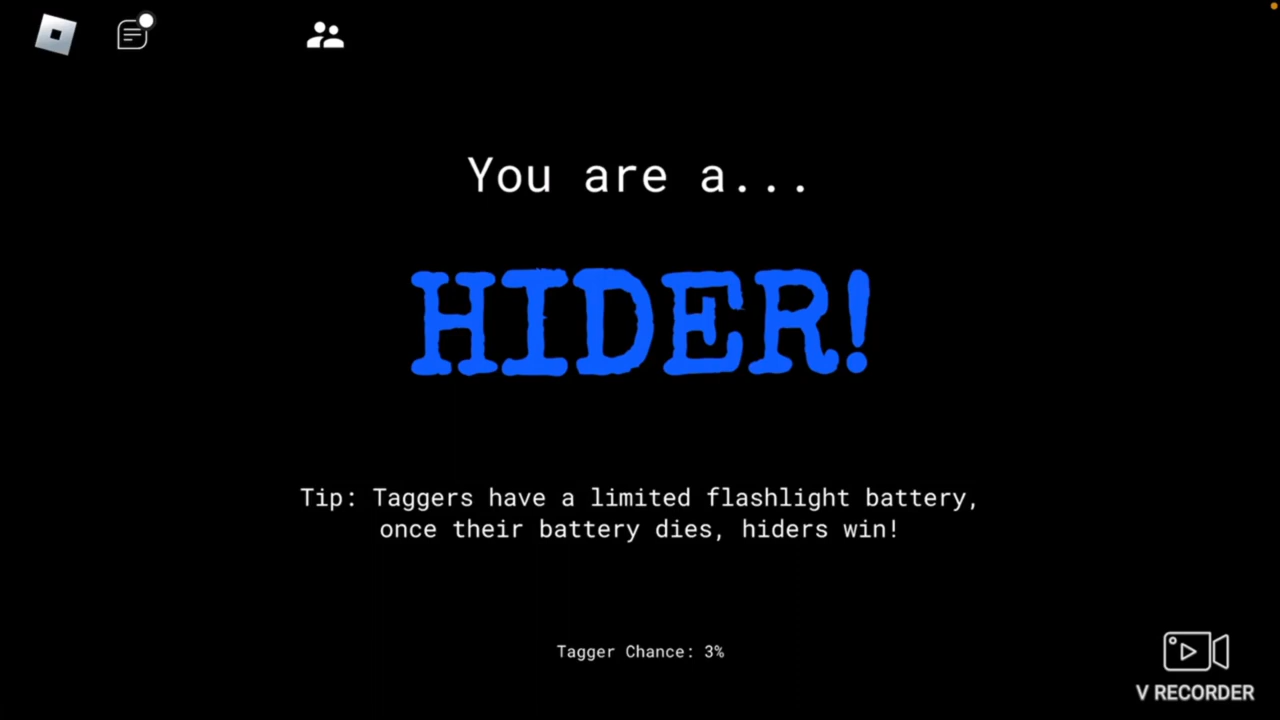 You are a...
HIDER!
Tip: Taggers have a limited flashlight battery,
once their battery dies, hiders win!
Tagger Chance: 3%
V RECORDER